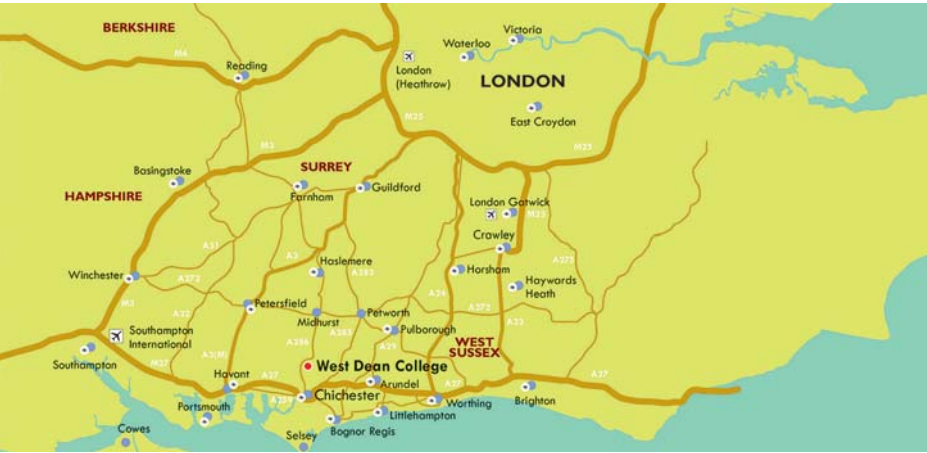 BERKSHIRE
Victoria
Waterloo
M4
Reading
London
(Heathrow)
LONDON
M25
East Croydon
M3
M25
Basingstoke
SURREY
HAMPSHIRE
Farnham
Guildford
London Gatwick
M23
Crawley
A31
A3
Haslemere
A283
A275
Winchester
A272
Horsham
Haywards
Heath
A24
M3
A32
Petersfield
Midhurst
Petworth
A272
A23
Southampton
International
A286
A285
Pulborough
A29
WEST
SUSSEX
M27
A3(M)
Southampton
West Dean College
Havant
A27
Arundel
A27
A27
Chichester
A259
Worthing
Brighton
Portsmouth
Littlehampton
Cowes
Selsey
Bognor Regis